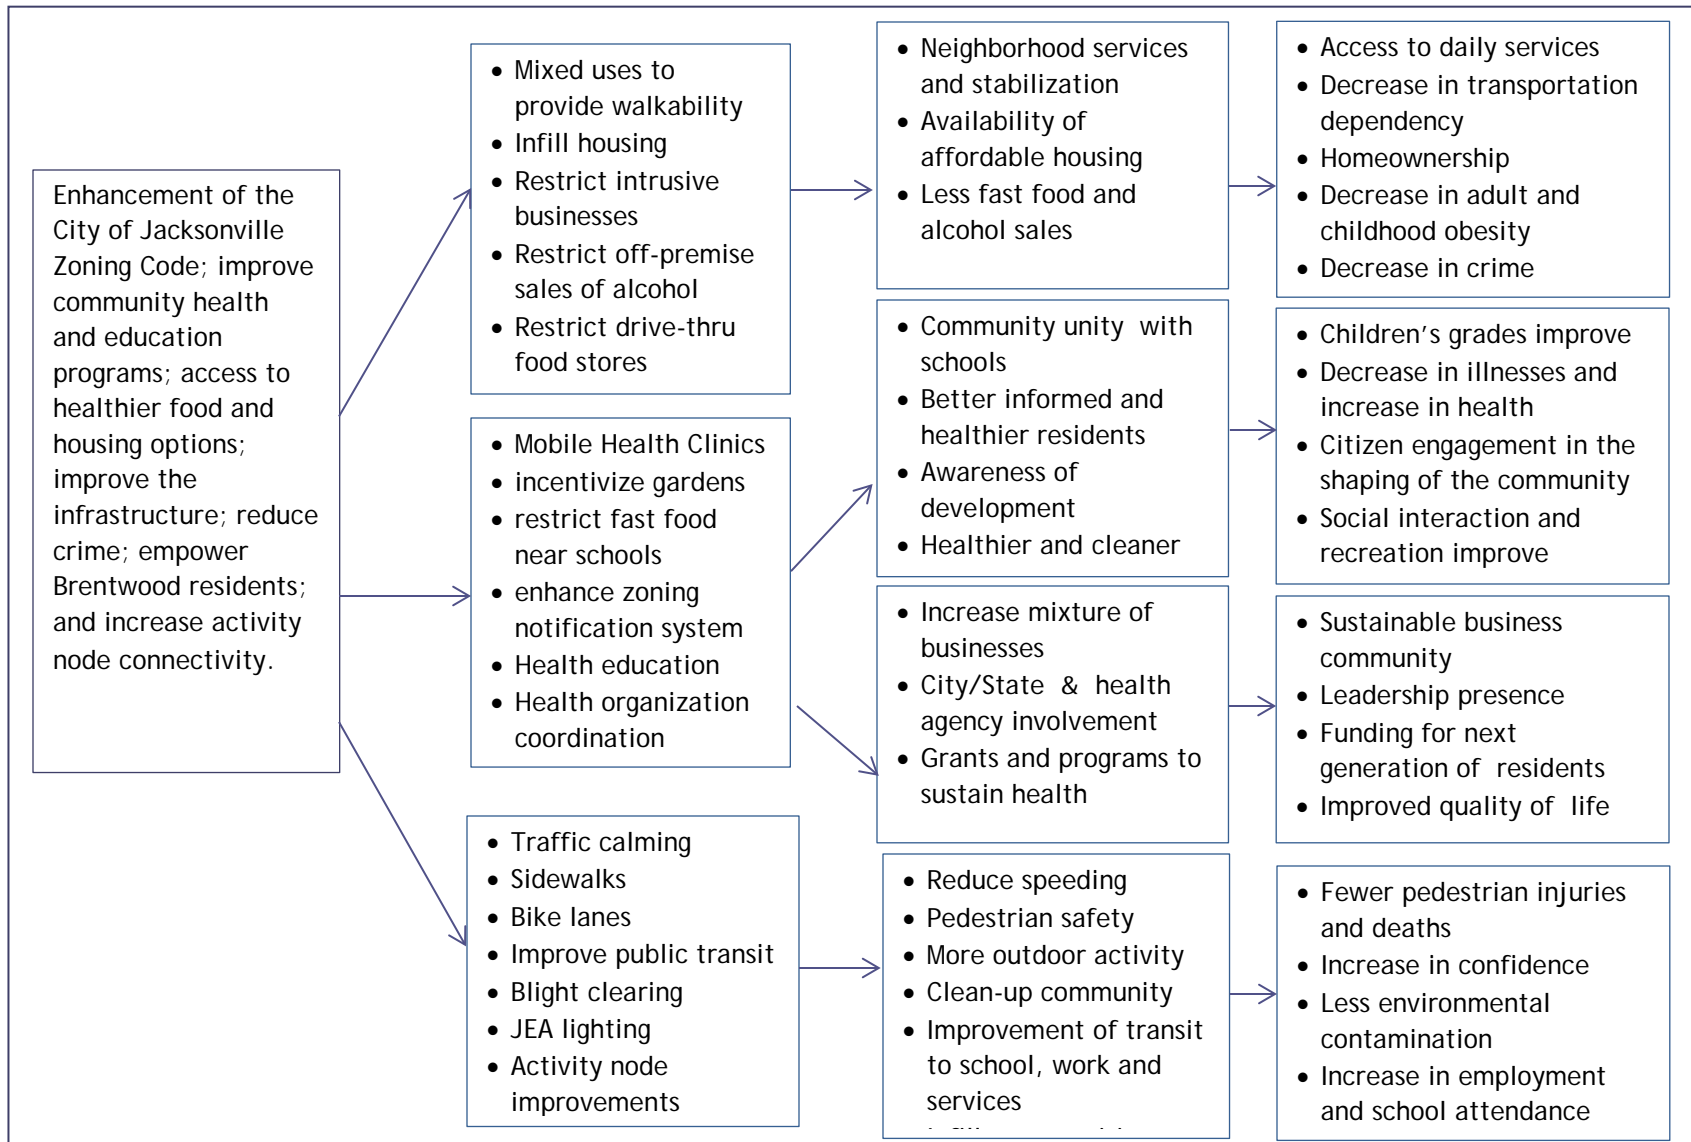 Enhancement of the
City of Jacksonville
Zoning Code; improve
community health
and education
programs; access to
healthier food and
housing options;
improve the
infrastructure; reduce
crime; empower
Brentwood residents;
and increase activity
node connectivity.
• Mixed uses to
provide walkability
• Infill housing
• Restrict intrusive
businesses
• Restrict off-premise
sales of alcohol
• Restrict drive-thru
food stores
• Mobile Health Clinics
• incentivize gardens
• restrict fast food
near schools
• enhance zoning
notification system
• Health education
• Health organization
coordination
• Traffic calming
• Sidewalks
• Bike lanes
• Improve public transit
• Blight clearing
• JEA lighting
• Activity node
improvements
• Neighborhood services
and stabilization
• Availability of
affordable housing
• Less fast food and
alcohol sales
• Community unity with
schools
• Better informed and
healthier residents
• Awareness of
development
• Healthier and cleaner
• Increase mixture of
businesses
• City/State & health
agency involvement
• Grants and programs to
sustain health
• Reduce speeding
• Pedestrian safety
• More outdoor activity
• Clean-up community
• Improvement of transit
to school, work and
services
• Access to daily services
• Decrease in transportation
dependency
• Homeownership
• Decrease in adult and
childhood obesity
• Decrease in crime
• Children's grades improve
• Decrease in illnesses and
increase in health
• Citizen engagement in the
shaping of the community
• Social interaction and
recreation improve
• Sustainable business
community
• Leadership presence
• Funding for next
generation of residents
• Improved quality of life
• Fewer pedestrian injuries
and deaths
• Increase in confidence
• Less environmental
contamination
• Increase in employment
and school attendance